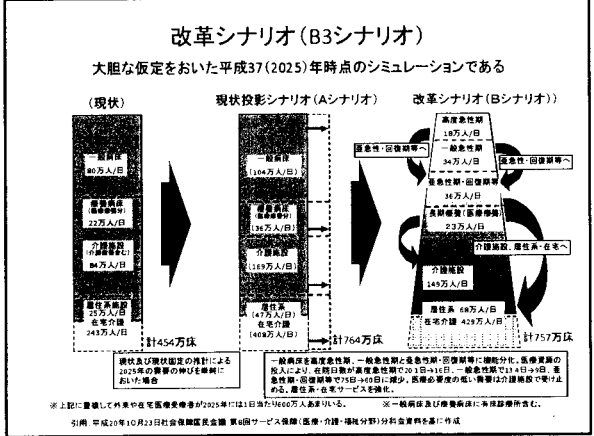 改革シナリオ(B3シナリオ)
大胆な仮定をおいた平成37(2025)年時点のシミュレーションである
(現状)
一般病床
80万人/日
療養病床
(医療療養分)
22万人/日
介護施設
(介護療養含む)
84万人/日
居住系施設
25万人/日
在宅介護
243万人/日
計454万床
現状投影シナリオ(Aシナリオ)
一般病床
(104万人/日)
療養病床
(医療療養分)
(36万人/日)
介護施設
(169万人/日)
居住系
(47万人/日)
在宅介護
(408万人/日)
計764万床
改革シナリオ(Bシナリオ))
高度急性期
18万人/日
一般急性期
34万人/日
亜急性期・回復期等
36万人/日
長期療養(医療療養)
23万人/日
介護施設
149万人/日
居住系 68万人/日
在宅介護 429万人/日
計757万床
亜急性・回復期等へ
亜急性・回復期等へ
介護施設、居住系・在宅へ
現状及び現状固定の推計による
2025年の需要の伸びを単純に
おいた場合
一般病床を高度急性期、一般急性期と亜急性期・回復期等に機能分化。医療資源の
投入により、在院日数が高度急性期で20.1日→16日、一般急性期で13.4日→9日、亜
急性期・回復期等で75日→60日に減少。医療必要度の低い需要は介護施設で受け止
める。居住系・在宅サービスを強化。
※上記に重複して外来や在宅医療受療者が2025年には1日当たり600万人あまりいる。
※一般病床及び療養病床に有床診療所含む。
引用 平成20年10月23日社会保障国民会議 第8回サービス保障(医療・介護・福祉分野)分科会資料を基に作成